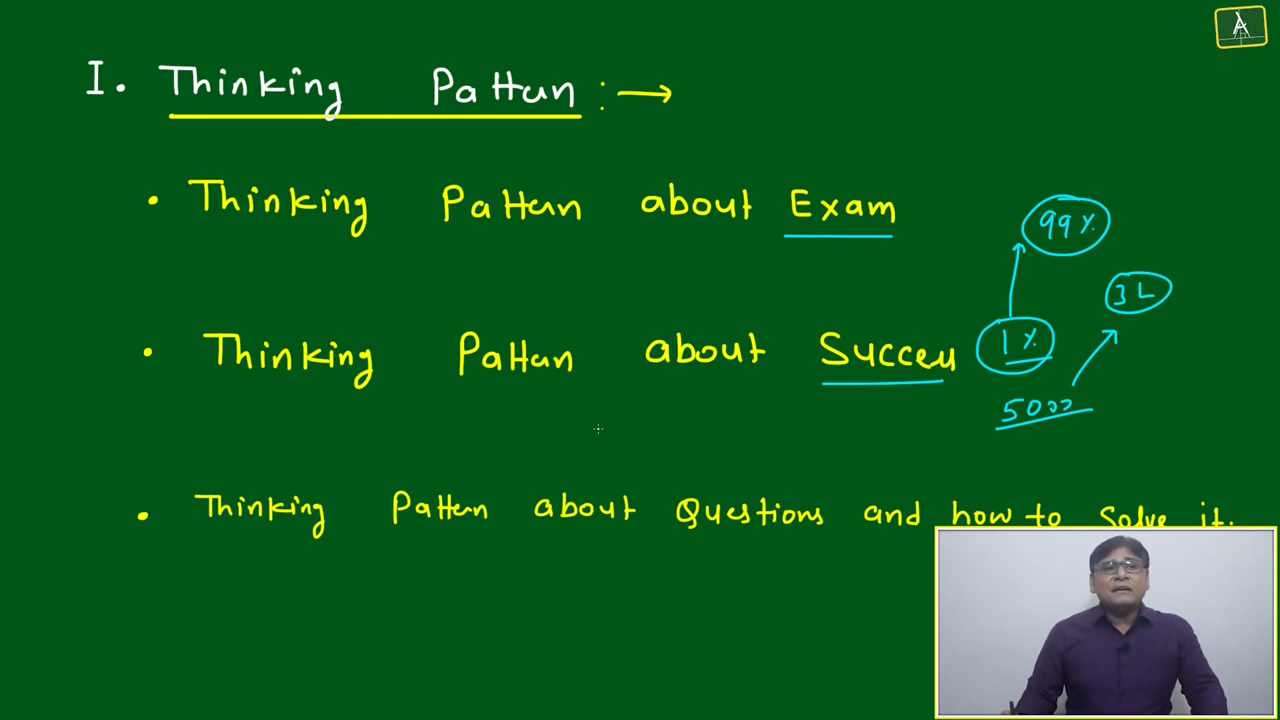 I. Thinking Pattern :→
• Thinking Pattern about Exam
99%
3L
• Thinking Pattern about Success
1%
5000
• Thinking Pattern about Questions and how to solve it.